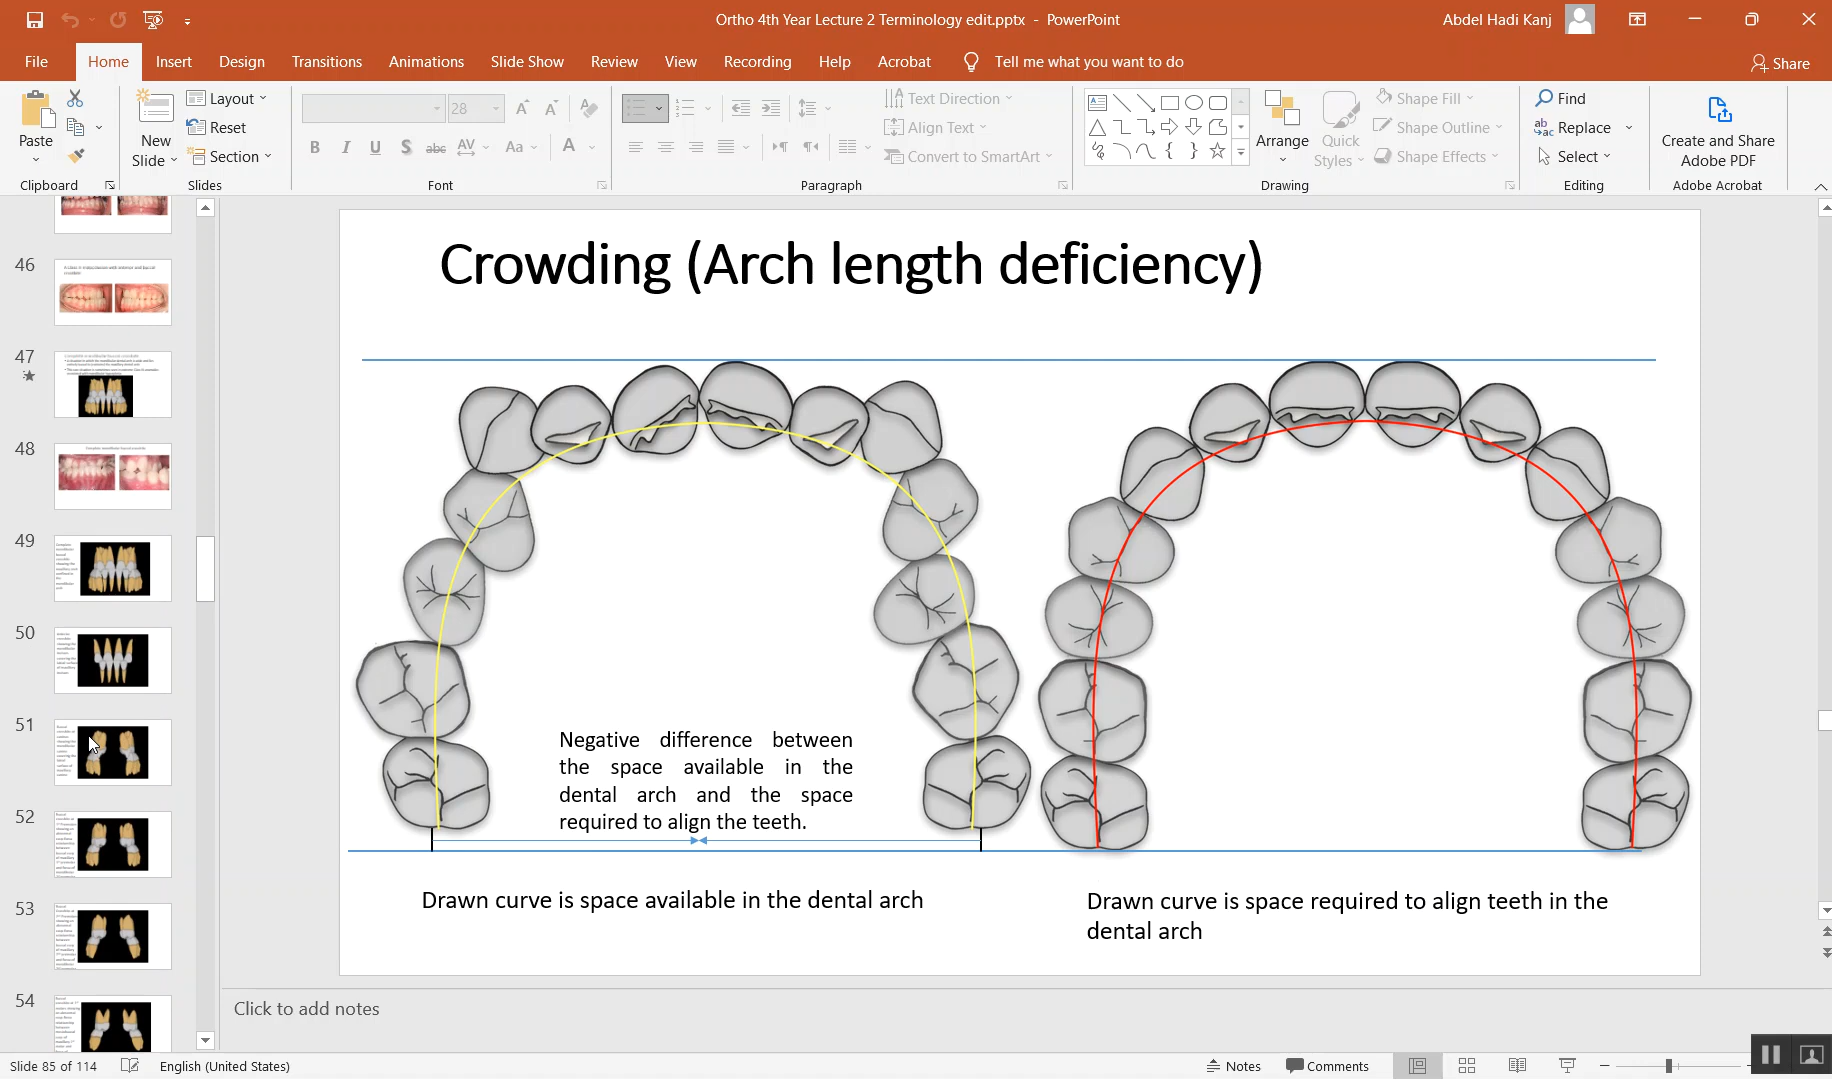 Ortho 4th Year Lecture 2 Terminology edit.pptx - PowerPoint
Abdel Hadi Kanj
File Home Insert Design Transitions Animations Slide Show Review View Recording Help Acrobat Tell me what you want to do
Share
Paste
Clipboard
New
Slide
Layout
Reset
Section
Slides
28
B I U S abc AV Aa A
Font
Text Direction
Align Text
Convert to SmartArt
Paragraph
Arrange
Quick
Styles
Shape Fill
Shape Outline
Shape Effects
Drawing
Find
Replace
Select
Editing
Create and Share
Adobe PDF
Adobe Acrobat
46
47
48
49
50
51
52
53
54
Crowding (Arch length deficiency)
Negative difference between
the space available in the
dental arch and the space
required to align the teeth.
Drawn curve is space available in the dental arch
Drawn curve is space required to align teeth in the
dental arch
Click to add notes
Slide 85 of 114
English (United States)
Notes
Comments